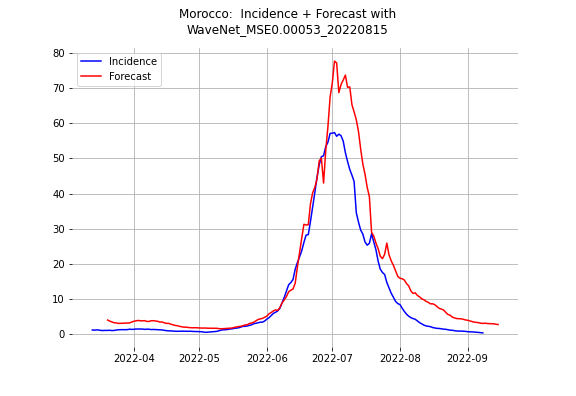 Morocco:  Incidence + Forecast with
WaveNet_MSE0.00053_20220815
Incidence
Forecast
80
70
60
50
40
30
20
10
0
2022-04 2022-05 2022-06 2022-07 2022-08 2022-09